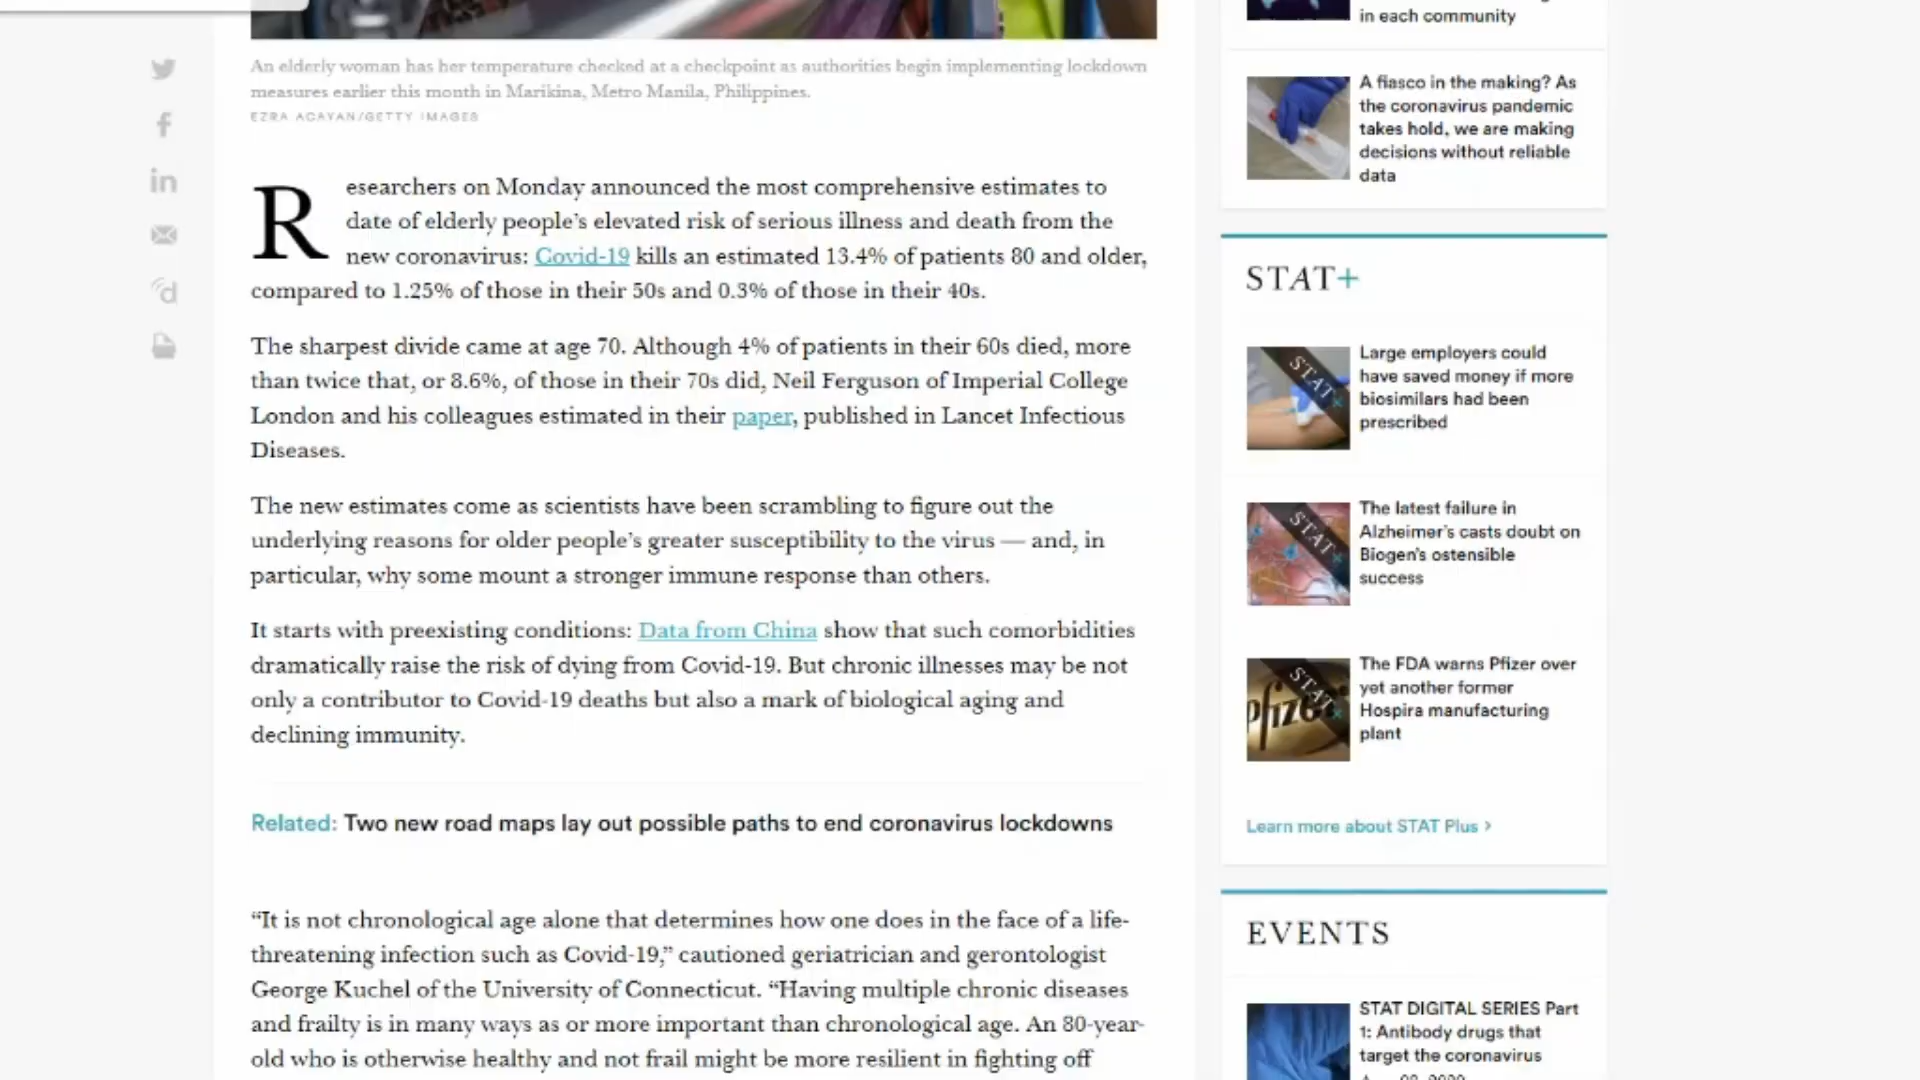 An elderly woman has her temperature checked at a checkpoint as authorities begin implementing lockdown
measures earlier this month in Marikina, Metro Manila, Philippines.
EZRA ACAYAN/GETTY IMAGES
Researchers on Monday announced the most comprehensive estimates to
date of elderly people’s elevated risk of serious illness and death from the
new coronavirus: Covid-19 kills an estimated 13.4% of patients 80 and older,
compared to 1.25% of those in their 50s and 0.3% of those in their 40s.
The sharpest divide came at age 70. Although 4% of patients in their 60s died, more
than twice that, or 8.6%, of those in their 70s did, Neil Ferguson of Imperial College
London and his colleagues estimated in their paper, published in Lancet Infectious
Diseases.
The new estimates come as scientists have been scrambling to figure out the
underlying reasons for older people’s greater susceptibility to the virus — and, in
particular, why some mount a stronger immune response than others.
It starts with preexisting conditions: Data from China show that such comorbidities
dramatically raise the risk of dying from Covid-19. But chronic illnesses may be not
only a contributor to Covid-19 deaths but also a mark of biological aging and
declining immunity.
Related: Two new road maps lay out possible paths to end coronavirus lockdowns
“It is not chronological age alone that determines how one does in the face of a life-
threatening infection such as Covid-19,” cautioned geriatrician and gerontologist
George Kuchel of the University of Connecticut. “Having multiple chronic diseases
and frailty is in many ways as or more important than chronological age. An 80-year-
old who is otherwise healthy and not frail might be more resilient in fighting off
in each community
A fiasco in the making? As
the coronavirus pandemic
takes hold, we are making
decisions without reliable
data
STAT+
STAT+
Large employers could
have saved money if more
biosimilars had been
prescribed
STAT+
The latest failure in
Alzheimer’s casts doubt on
Biogen’s ostensible
success
STAT+
Pfizer
The FDA warns Pfizer over
yet another former
Hospira manufacturing
plant
Learn more about STAT Plus >
EVENTS
STAT DIGITAL SERIES Part
1: Antibody drugs that
target the coronavirus